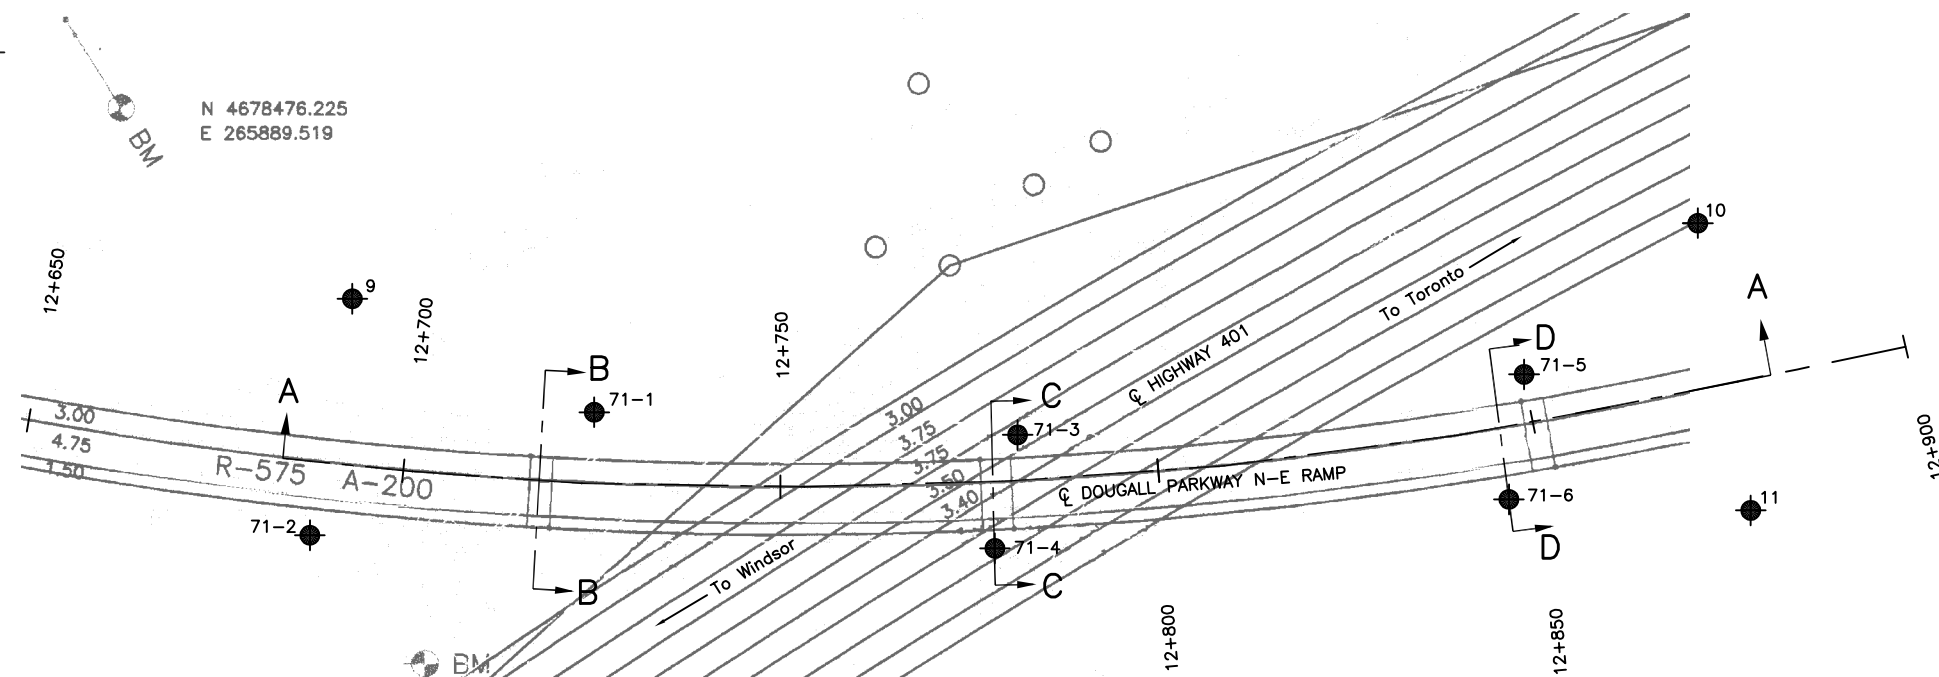 N 4678476.225
E 265889.519
BM
10
12+650
9
12+700
12+750
To Toronto
A
℄ HIGHWAY 401
D
71-5
B
A
71-1
C
3.00
3.00
3.75
4.75
3.75
71-3
12+900
1.50
R-575 A-200
3.50
3.40
℄ DOUGALL PARKWAY N-E RAMP
71-6
11
71-2
71-4
D
To Windsor
B
C
12+800
12+850
BM